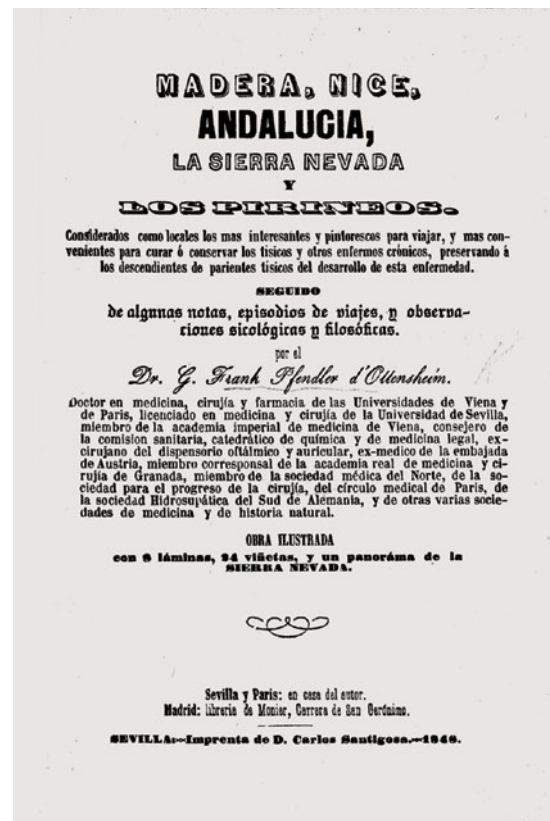 MADERA, NICE,
ANDALUCIA,
LA SIERRA NEVADA
Y
LOS PIRINEOS.
Considerados como locales los mas interesantes y pintorescos para viajar, y mas con-
venientes para curar ó conservar los tísicos y otros enfermos crónicos, preservando á
los descendientes de parientes tísicos del desarrollo de esta enfermedad.
SEGUIDO
de algunas notas, episodios de viajes, y observa-
ciones sicológicas y filosóficas.
por el
Dr. G. Frank Pfendler d'Ottensheim.
Doctor en medicina, cirujía y farmacia de las Universidades de Viena y
de Paris, licenciado en medicina y cirujía de la Universidad de Sevilla,
miembro de la academia imperial de medicina de Viena, consejero de
la comision sanitaria, catedrático de química y de medicina legal, ex-
cirujano del dispensorio oftálmico y auricular, ex-medico de la embajada
de Austria, miembro corresponsal de la academia real de medicina y ci-
rujía de Granada, miembro de la sociedad médica del Norte, de la so-
ciedad para el progreso de la cirujía, del círculo medical de Paris, de
la sociedad Hidrosupática del Sud de Alemania, y de otras varias socie-
dades de medicina y de historia natural.
OBRA ILUSTRADA
con 8 láminas, 24 viñetas, y un panoráma de la
SIERRA NEVADA.
Sevilla y Paris: en casa del autor.
Madrid: librería de Monier, Carrera de San Gerónimo.
SEVILLA:—Imprenta de D. Carlos Santigosa.—1848.